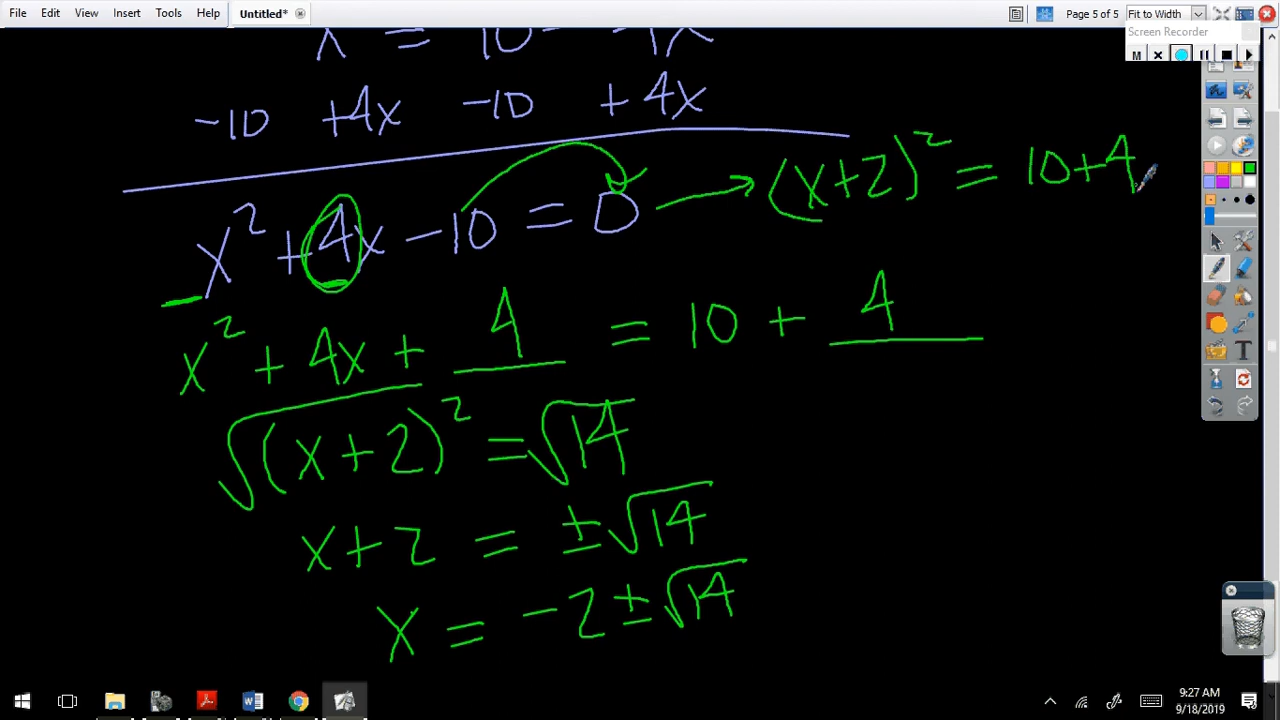 File Edit View Insert Tools Help Untitled* Page 5 of 5 Fit to Width
Screen Recorder
M
x = 10 - 4x
-10 +4x -10 + 4x
x² + 4x - 10 = 0 → (x+2)² = 10+4
x² + 4x + 4 = 10 + 4
√(x+2)² = √14
x+2 = ±√14
x = -2 ±√14
9:27 AM
9/18/2019